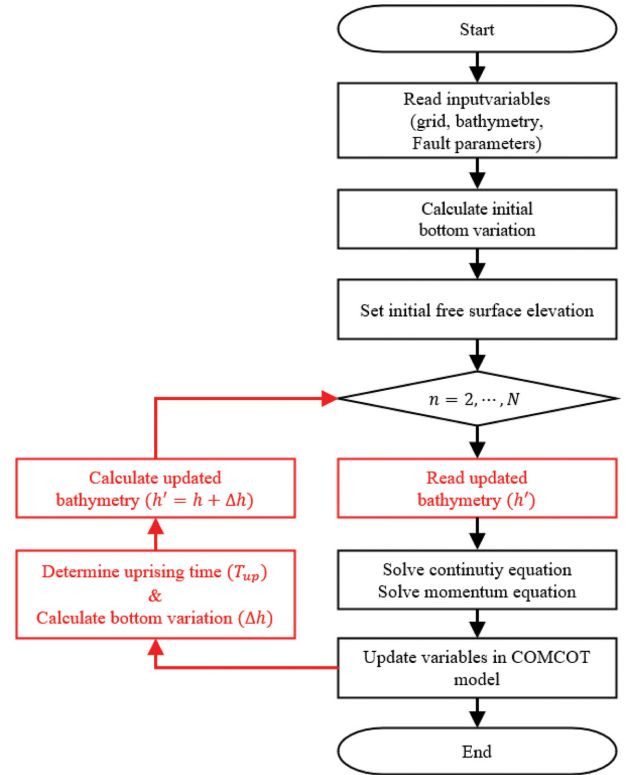 Start
Read inputvariables
(grid, bathymetry,
Fault parameters)
Calculate initial
bottom variation
Set initial free surface elevation
n = 2, ⋯, N
Calculate updated
bathymetry (h′ = h + Δh)
Read updated
bathymetry (h′)
Determine uprising time (T_up)
&
Calculate bottom variation (Δh)
Solve continutiy equation
Solve momentum equation
Update variables in COMCOT
model
End